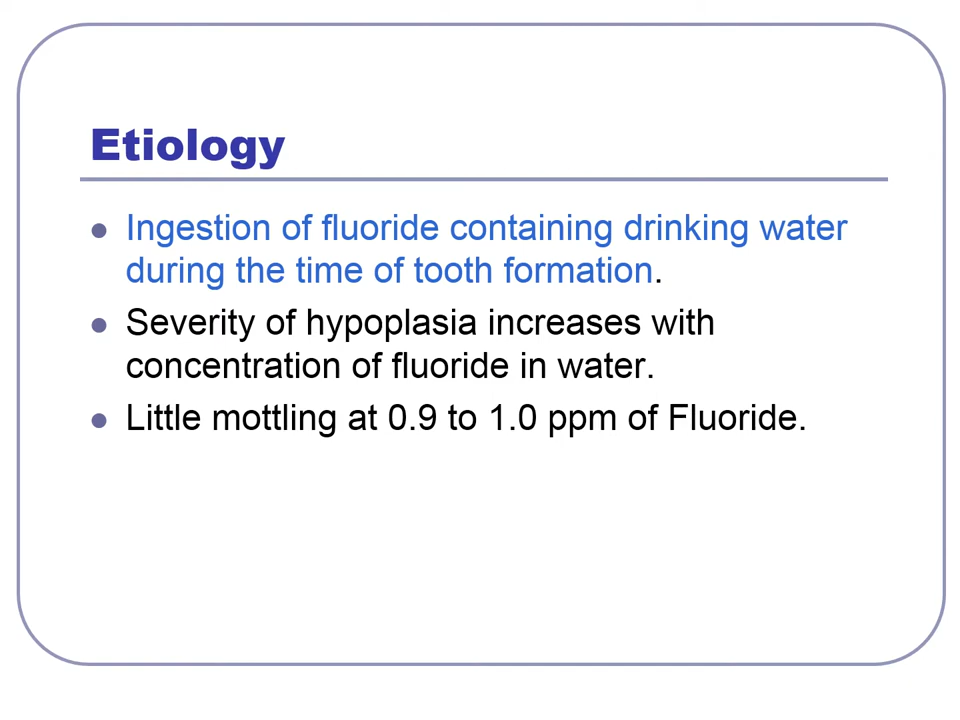 Etiology
Ingestion of fluoride containing drinking water
during the time of tooth formation.
Severity of hypoplasia increases with
concentration of fluoride in water.
Little mottling at 0.9 to 1.0 ppm of Fluoride.